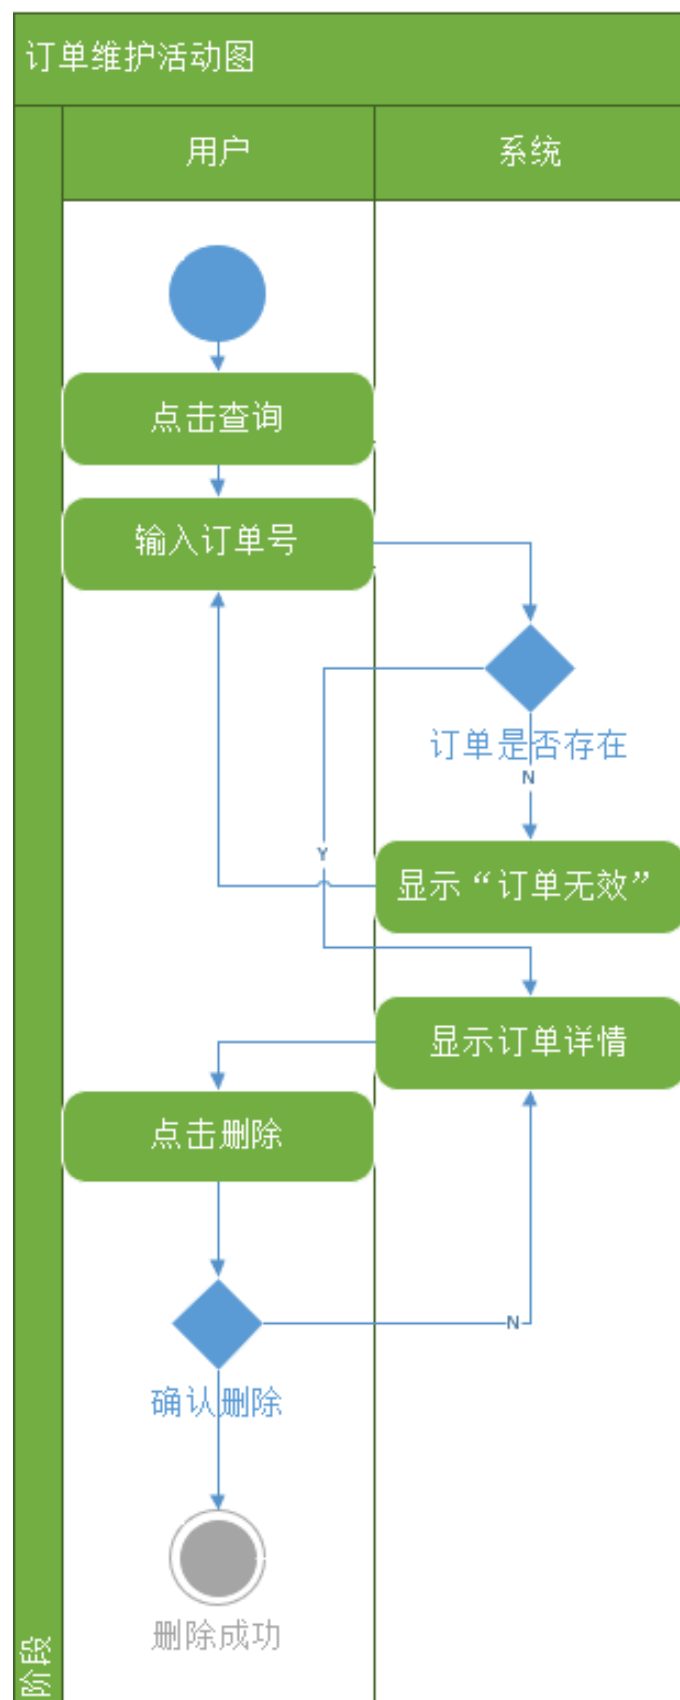 订单维护活动图
用户
系统
点击查询
输入订单号
订单是否存在
N
Y
显示“订单无效”
显示订单详情
点击删除
N
确认删除
删除成功
阶段